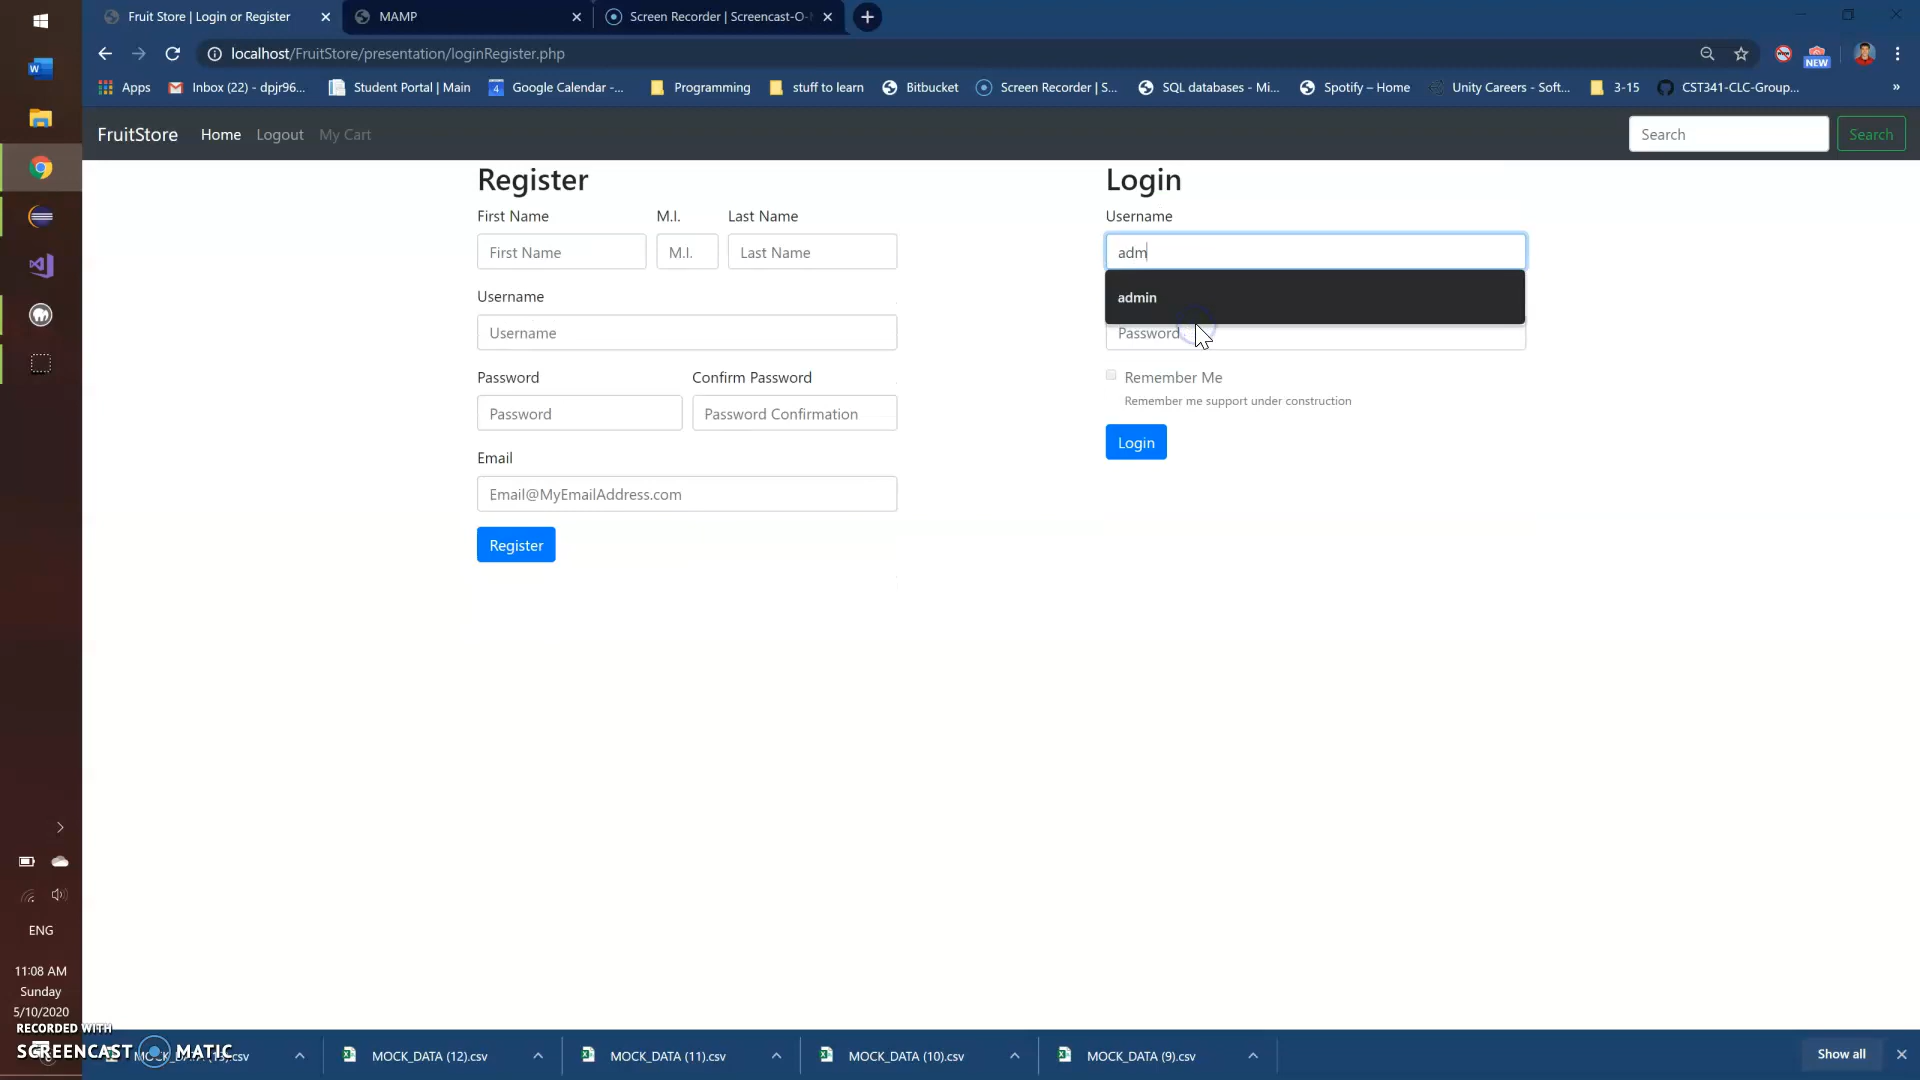 Fruit Store | Login or Register
MAMP
Screen Recorder | Screencast-O-
localhost/FruitStore/presentation/loginRegister.php
NEW
Apps
Inbox (22) - dpjr96...
Student Portal | Main
4
Google Calendar -...
Programming
stuff to learn
Bitbucket
Screen Recorder | S...
SQL databases - Mi...
Spotify – Home
Unity Careers - Soft...
3-15
CST341-CLC-Group...
»
FruitStore
Home
Logout
My Cart
Search
Search
Register
First Name
M.I.
Last Name
First Name
M.I.
Last Name
Username
Username
Password
Confirm Password
Password
Password Confirmation
Email
Email@MyEmailAddress.com
Register
Login
Username
adm
admin
Password
Remember Me
Remember me support under construction
Login
ENG
11:08 AM
Sunday
5/10/2020
RECORDED WITH
SCREENCAST MATIC
MOCK_DATA (13).csv
MOCK_DATA (12).csv
MOCK_DATA (11).csv
MOCK_DATA (10).csv
MOCK_DATA (9).csv
Show all